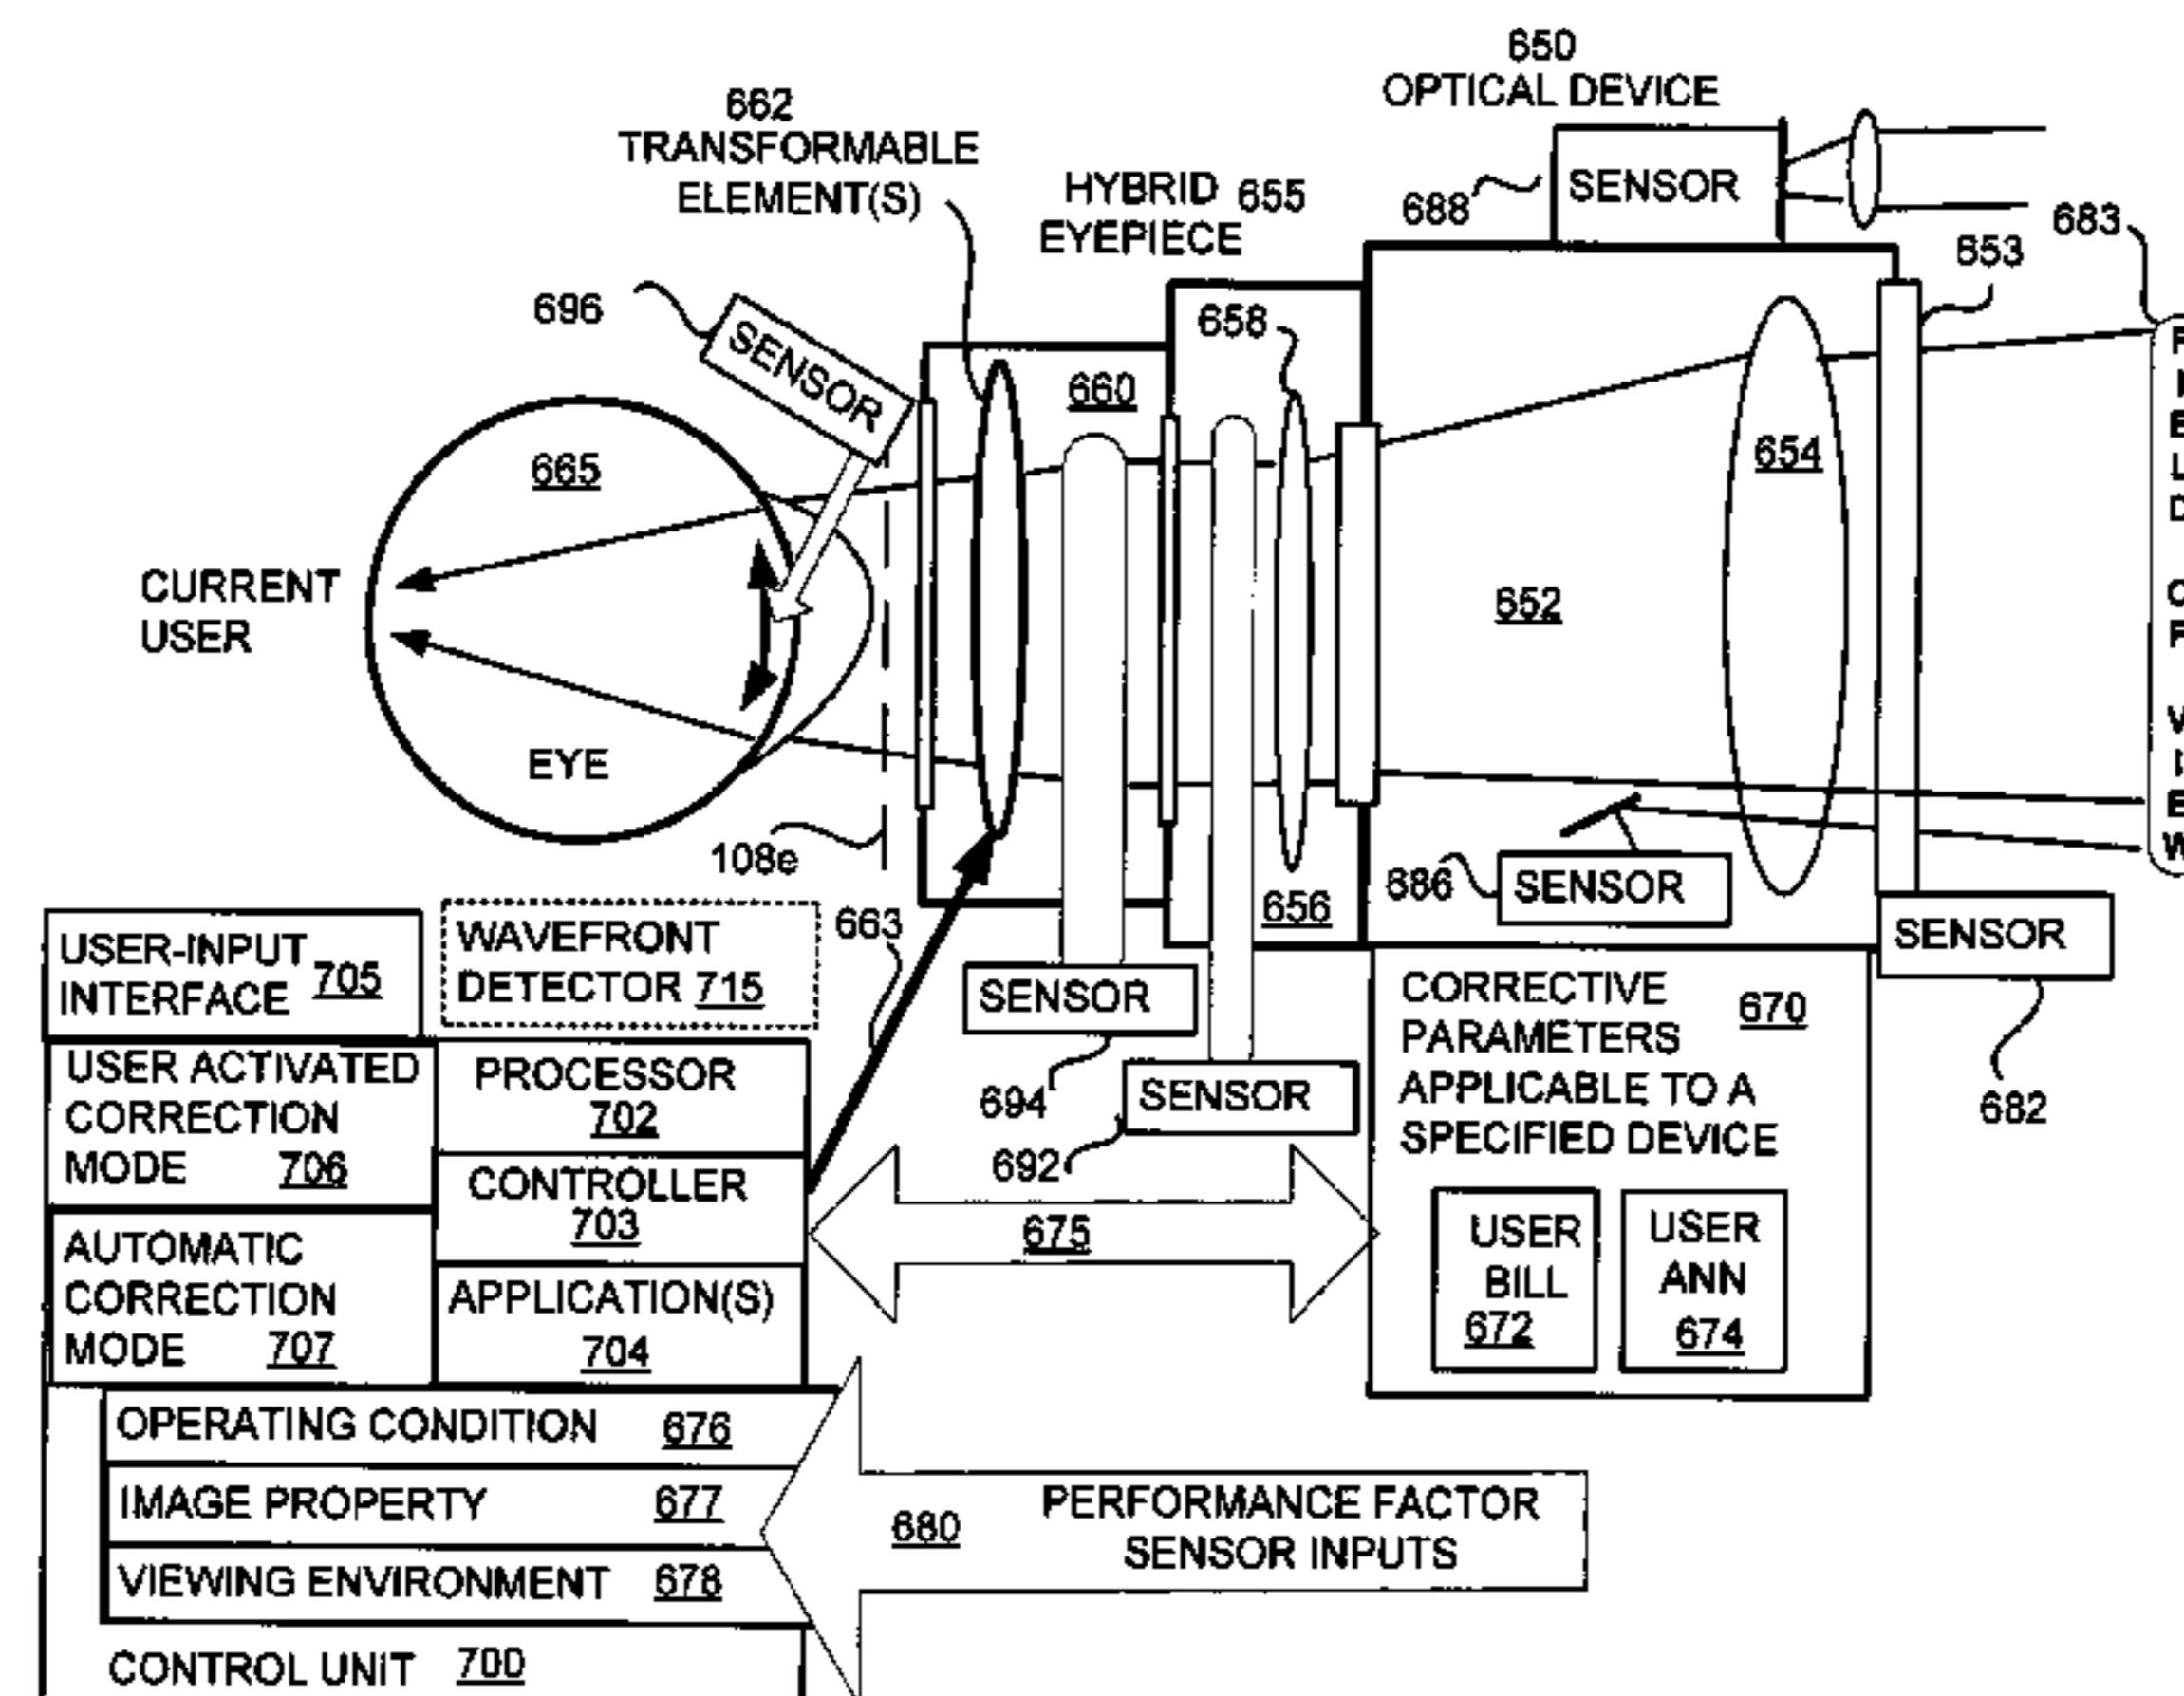 650
OPTICAL DEVICE
662
TRANSFORMABLE
ELEMENT(S)
HYBRID 655
EYEPIECE
688
SENSOR
683
653
696
SENSOR
658
660
665
654
CURRENT
USER
652
EYE
108e
686
SENSOR
656
SENSOR
682
663
USER-INPUT
INTERFACE 705
WAVEFRONT
DETECTOR 715
SENSOR
694
SENSOR
692
CORRECTIVE 670
PARAMETERS
APPLICABLE TO A
SPECIFIED DEVICE
USER ACTIVATED
CORRECTION
MODE 706
PROCESSOR
702
CONTROLLER
703
675
USER
BILL
672
USER
ANN
674
AUTOMATIC
CORRECTION
MODE 707
APPLICATION(S)
704
OPERATING CONDITION 676
IMAGE PROPERTY 677
VIEWING ENVIRONMENT 678
680
PERFORMANCE FACTOR
SENSOR INPUTS
CONTROL UNIT 700